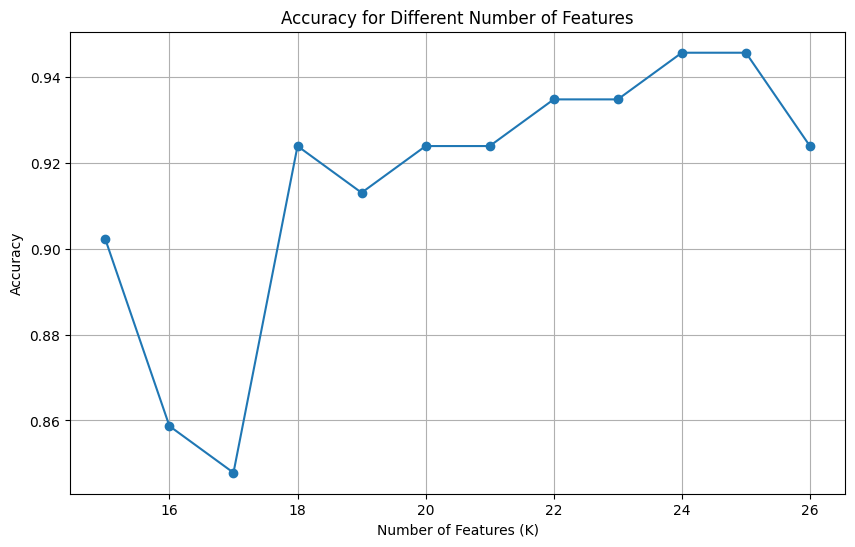 Accuracy for Different Number of Features
0.94
0.92
0.90
0.88
0.86
Accuracy
16 18 20 22 24 26
Number of Features (K)